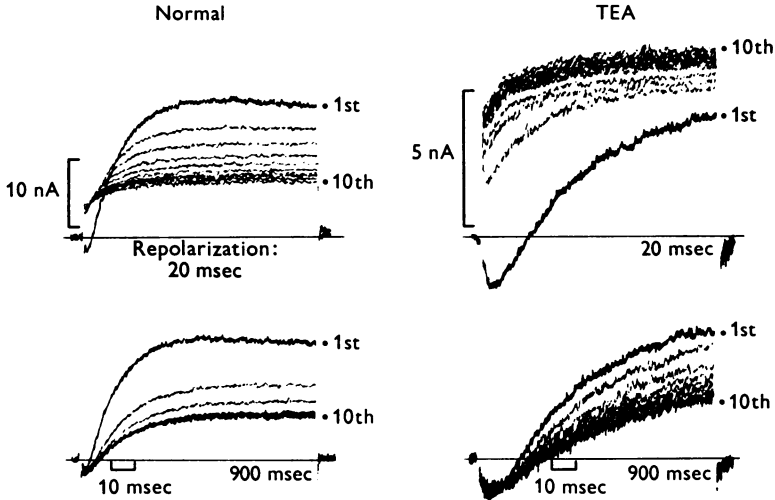 Normal
TEA
10th
1st
1st
5 nA
10 nA
10th
Repolarization:
20 msec
20 msec
1st
1st
10th
10th
900 msec
10 msec
900 msec
10 msec